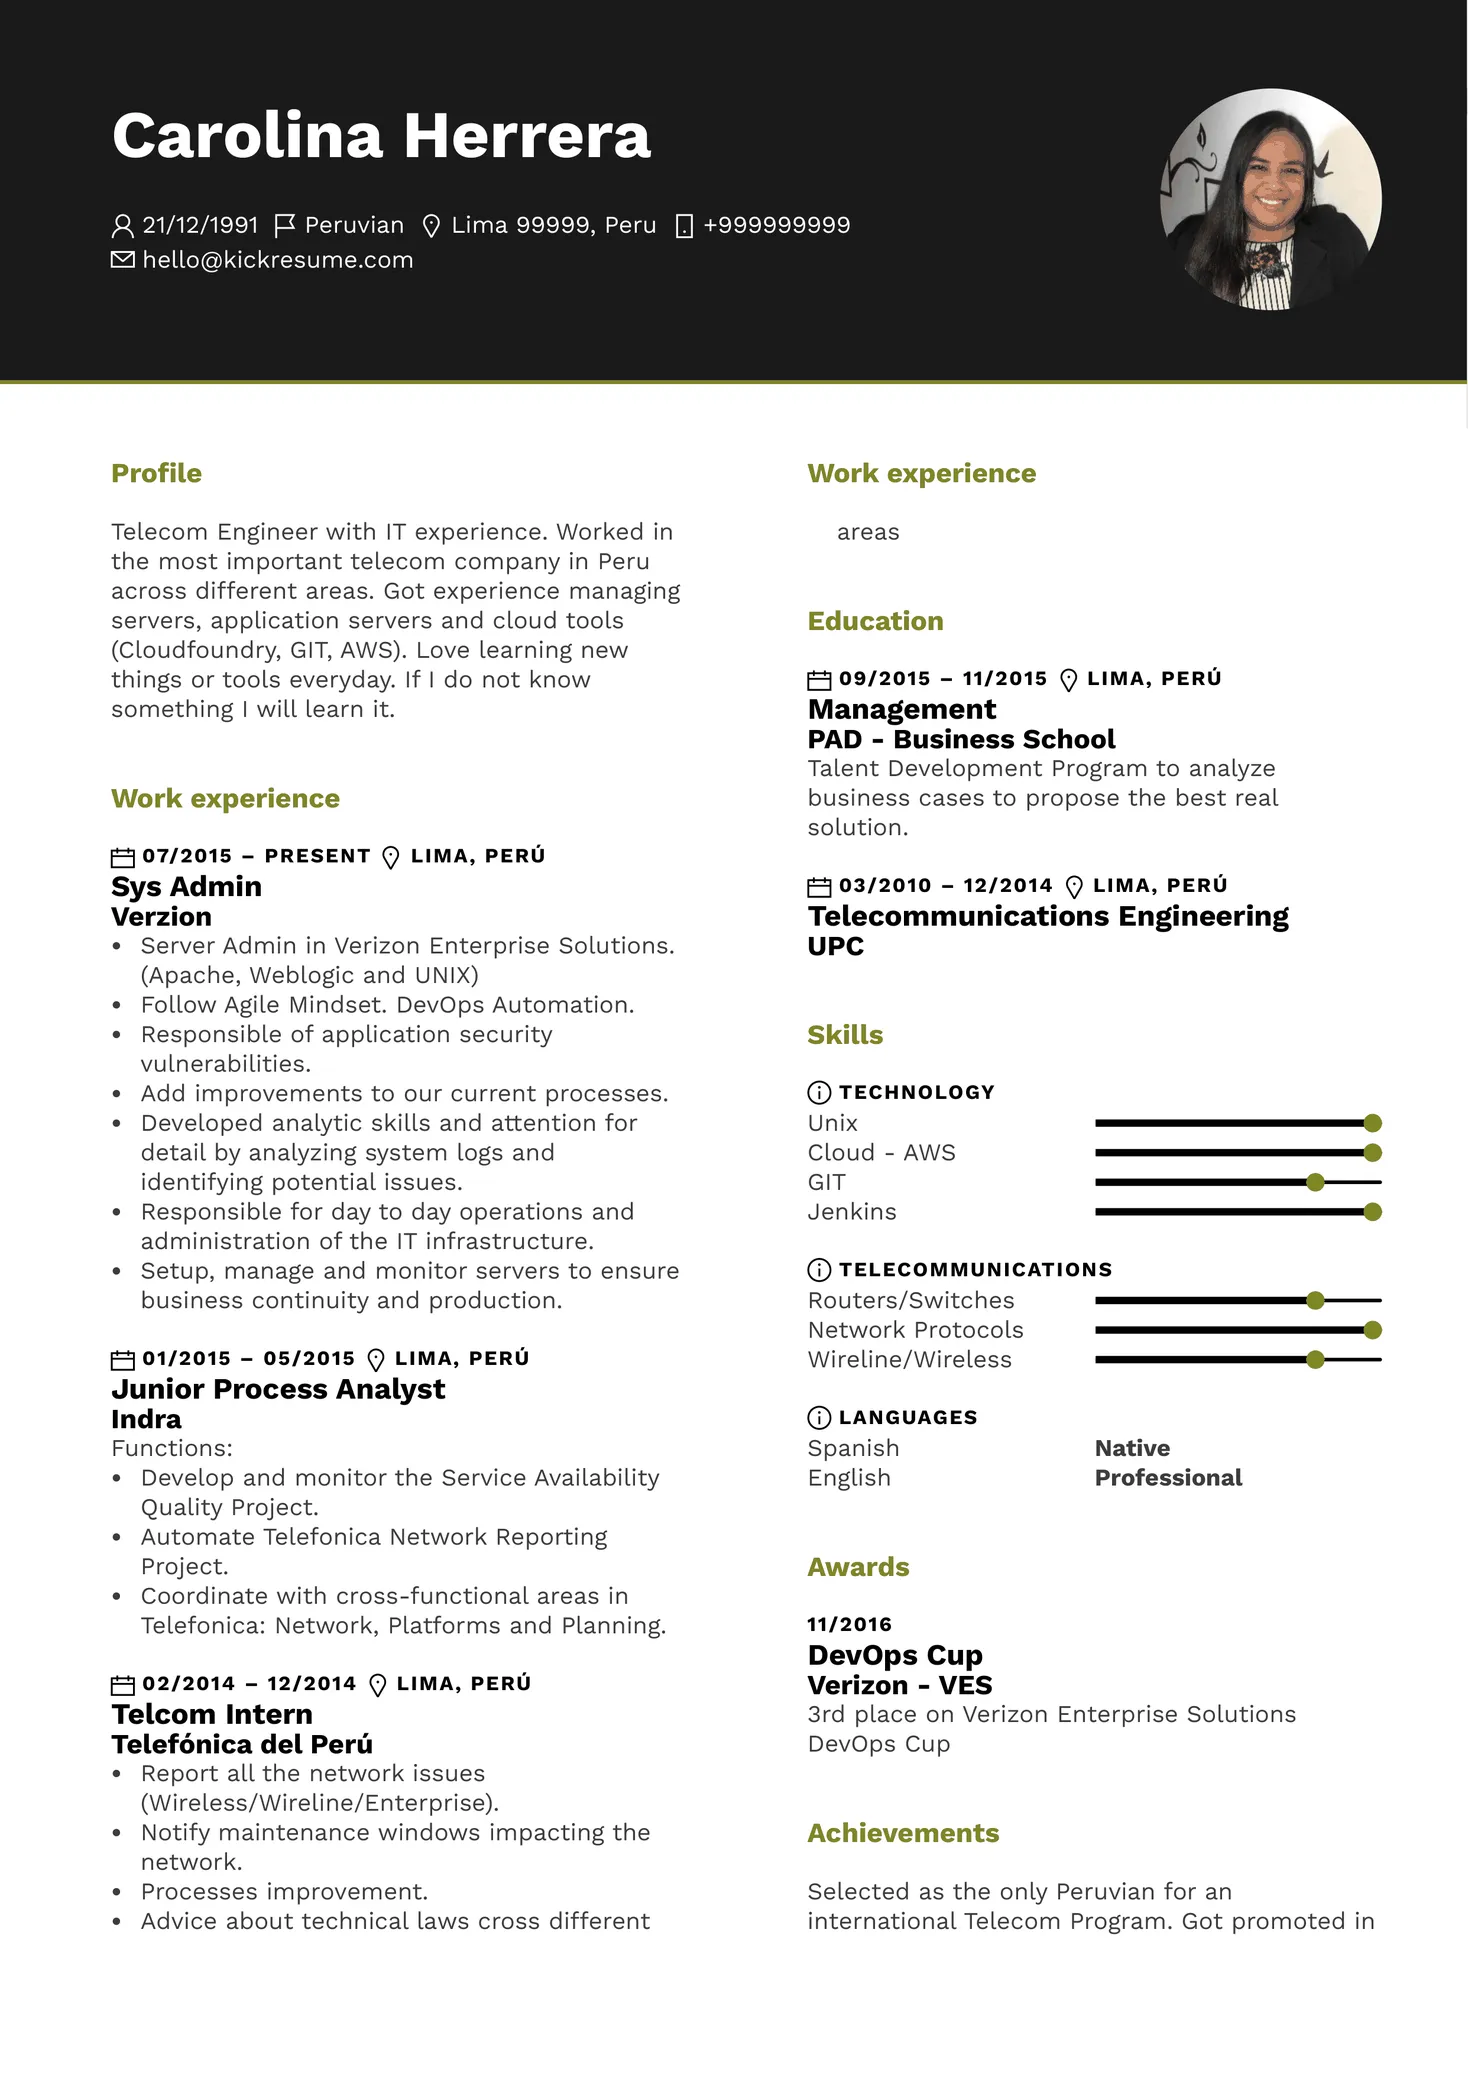 Carolina Herrera
21/12/1991 Peruvian Lima 99999, Peru +999999999
hello@kickresume.com
Profile
Telecom Engineer with IT experience. Worked in
the most important telecom company in Peru
across different areas. Got experience managing
servers, application servers and cloud tools
(Cloudfoundry, GIT, AWS). Love learning new
things or tools everyday. If I do not know
something I will learn it.
Work experience
07/2015 – PRESENT LIMA, PERÚ
Sys Admin
Verzion
• Server Admin in Verizon Enterprise Solutions.
(Apache, Weblogic and UNIX)
• Follow Agile Mindset. DevOps Automation.
• Responsible of application security
vulnerabilities.
• Add improvements to our current processes.
• Developed analytic skills and attention for
detail by analyzing system logs and
identifying potential issues.
• Responsible for day to day operations and
administration of the IT infrastructure.
• Setup, manage and monitor servers to ensure
business continuity and production.
01/2015 – 05/2015 LIMA, PERÚ
Junior Process Analyst
Indra
Functions:
• Develop and monitor the Service Availability
Quality Project.
• Automate Telefonica Network Reporting
Project.
• Coordinate with cross-functional areas in
Telefonica: Network, Platforms and Planning.
02/2014 – 12/2014 LIMA, PERÚ
Telcom Intern
Telefónica del Perú
• Report all the network issues
(Wireless/Wireline/Enterprise).
• Notify maintenance windows impacting the
network.
• Processes improvement.
• Advice about technical laws cross different
Work experience
areas
Education
09/2015 – 11/2015 LIMA, PERÚ
Management
PAD - Business School
Talent Development Program to analyze
business cases to propose the best real
solution.
03/2010 – 12/2014 LIMA, PERÚ
Telecommunications Engineering
UPC
Skills
TECHNOLOGY
Unix
Cloud - AWS
GIT
Jenkins
TELECOMMUNICATIONS
Routers/Switches
Network Protocols
Wireline/Wireless
LANGUAGES
Spanish Native
English Professional
Awards
11/2016
DevOps Cup
Verizon - VES
3rd place on Verizon Enterprise Solutions
DevOps Cup
Achievements
Selected as the only Peruvian for an
international Telecom Program. Got promoted in